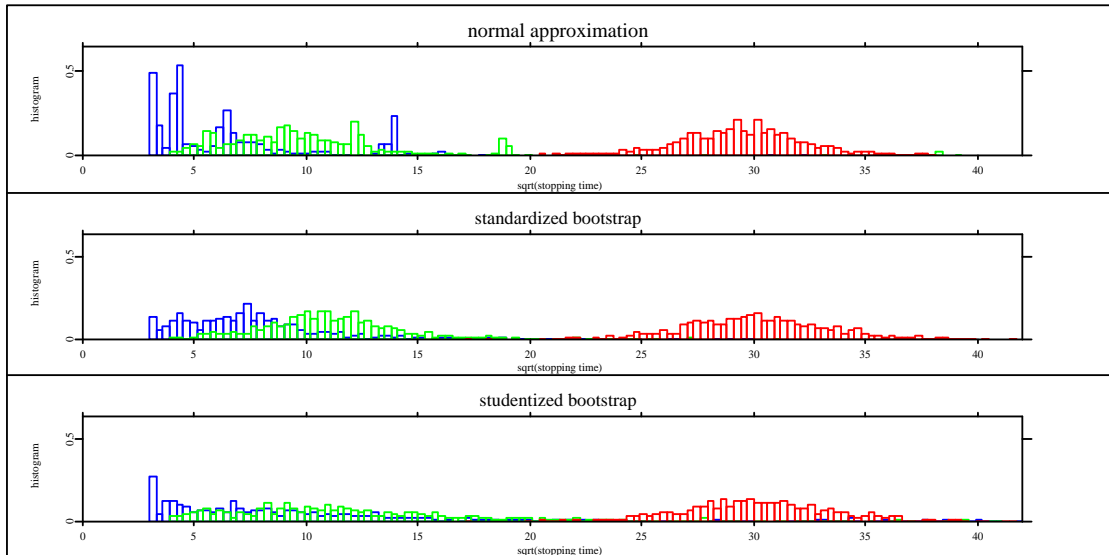 normal approximation
histogram
0.5
0
0 5 10 15 20 25 30 35 40
sqrt(stopping time)
standardized bootstrap
histogram
0.5
0
0 5 10 15 20 25 30 35 40
sqrt(stopping time)
studentized bootstrap
histogram
0.5
0
0 5 10 15 20 25 30 35 40
sqrt(stopping time)